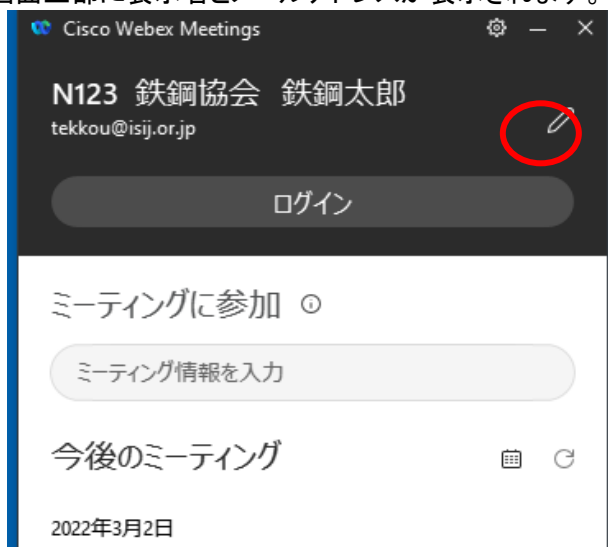 Cisco Webex Meetings
N123 鉄鋼協会 鉄鋼太郎
tekkou@isij.or.jp
ログイン
ミーティングに参加
ミーティング情報を入力
今後のミーティング
2022年3月2日